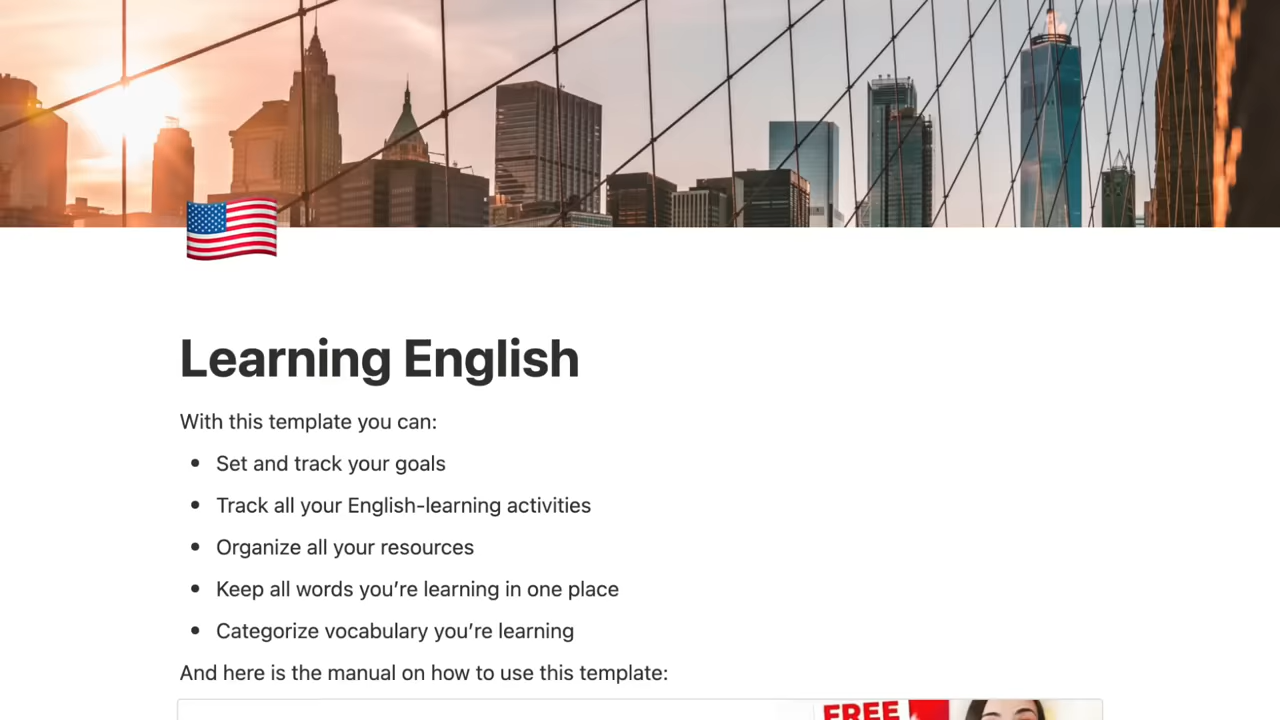 Learning English
With this template you can:
• Set and track your goals
• Track all your English-learning activities
• Organize all your resources
• Keep all words you’re learning in one place
• Categorize vocabulary you’re learning
And here is the manual on how to use this template:
FREE